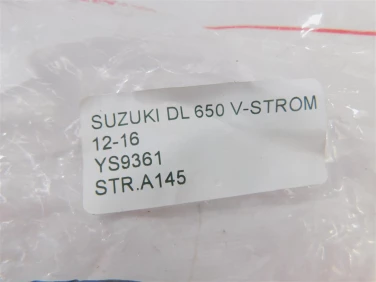 SUZUKI DL 650 V-STROM
12-16
YS9361
STR.A145